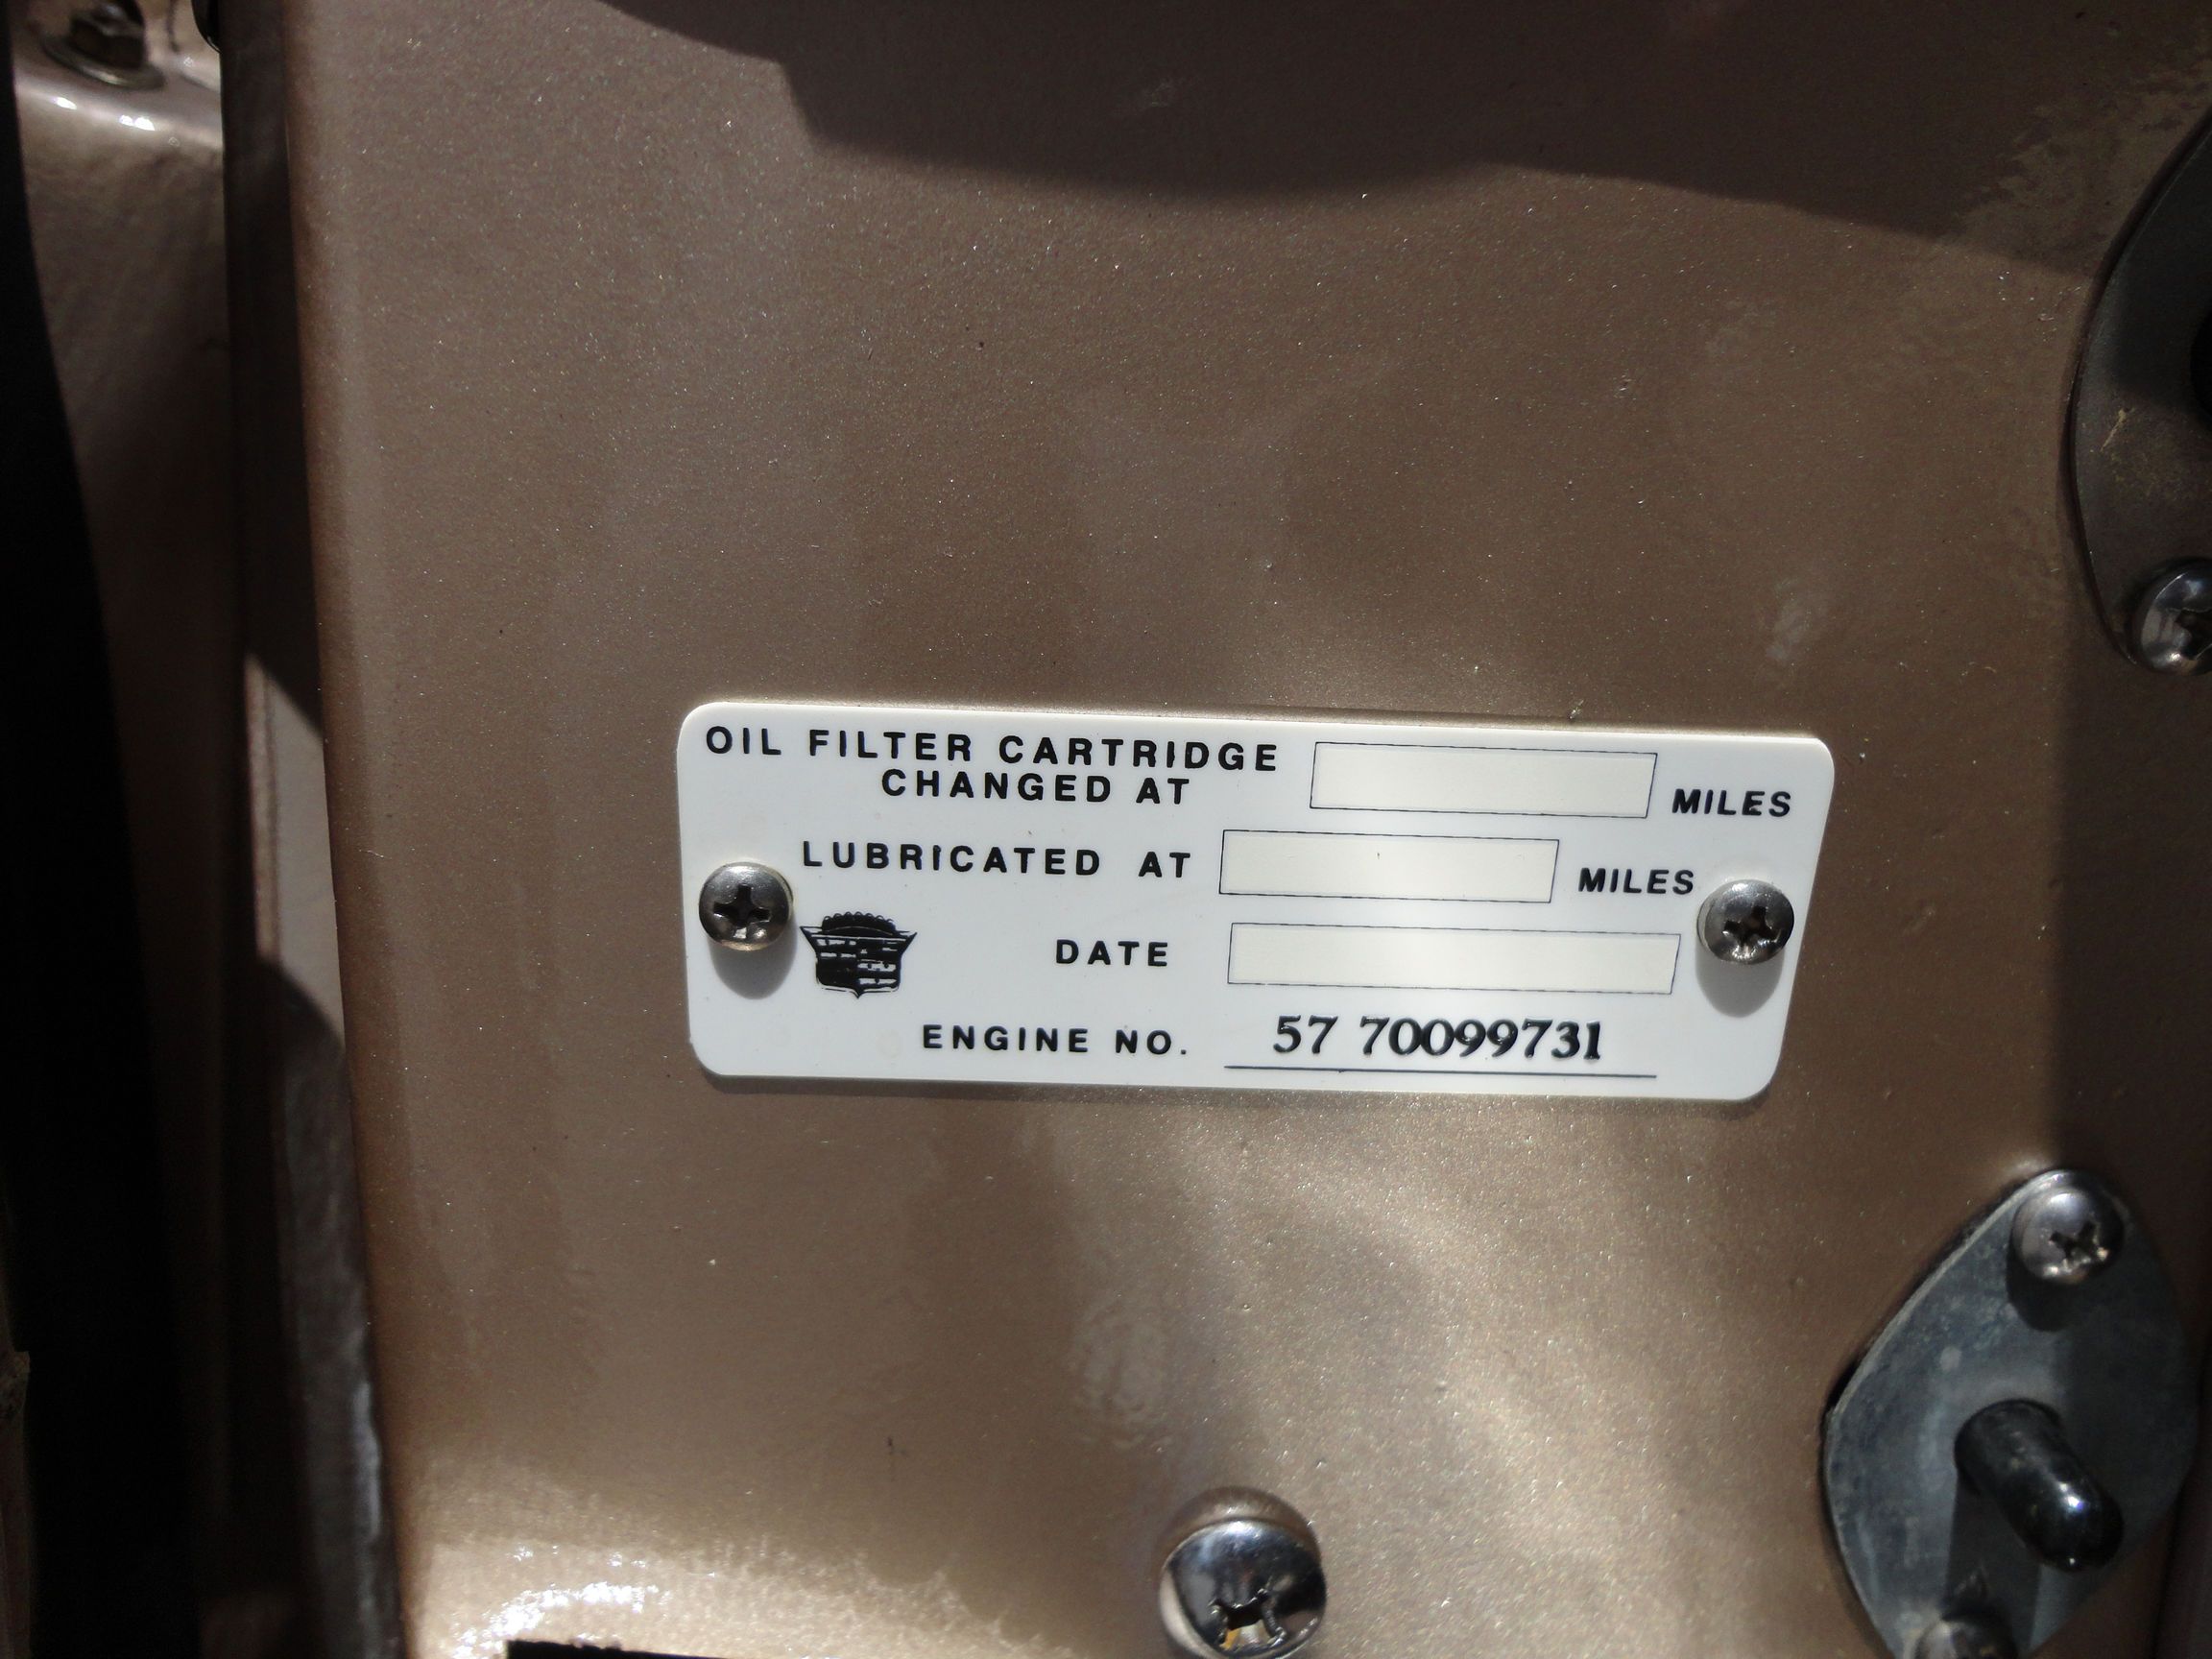 OIL FILTER CARTRIDGE
CHANGED AT MILES
LUBRICATED AT MILES
DATE
ENGINE NO. 57 70099731